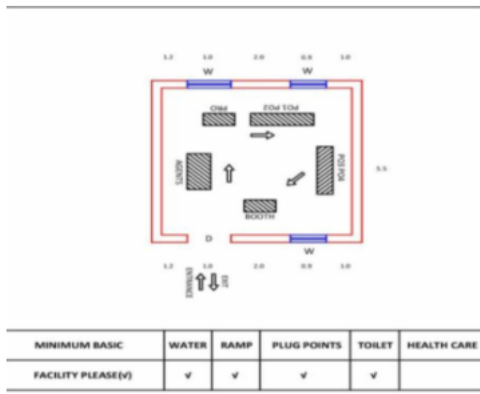 1.2 1.0 2.0 0.9 1.0
W W
PRO PO1 PO2
AGENTS
PO3 PO4
5.5
BOOTH
D
W
1.2 1.0 2.0 0.9 1.0
ENTRANCE EXIT
MINIMUM BASIC WATER RAMP PLUG POINTS TOILET HEALTH CARE
FACILITY PLEASE(√) √ √ √ √